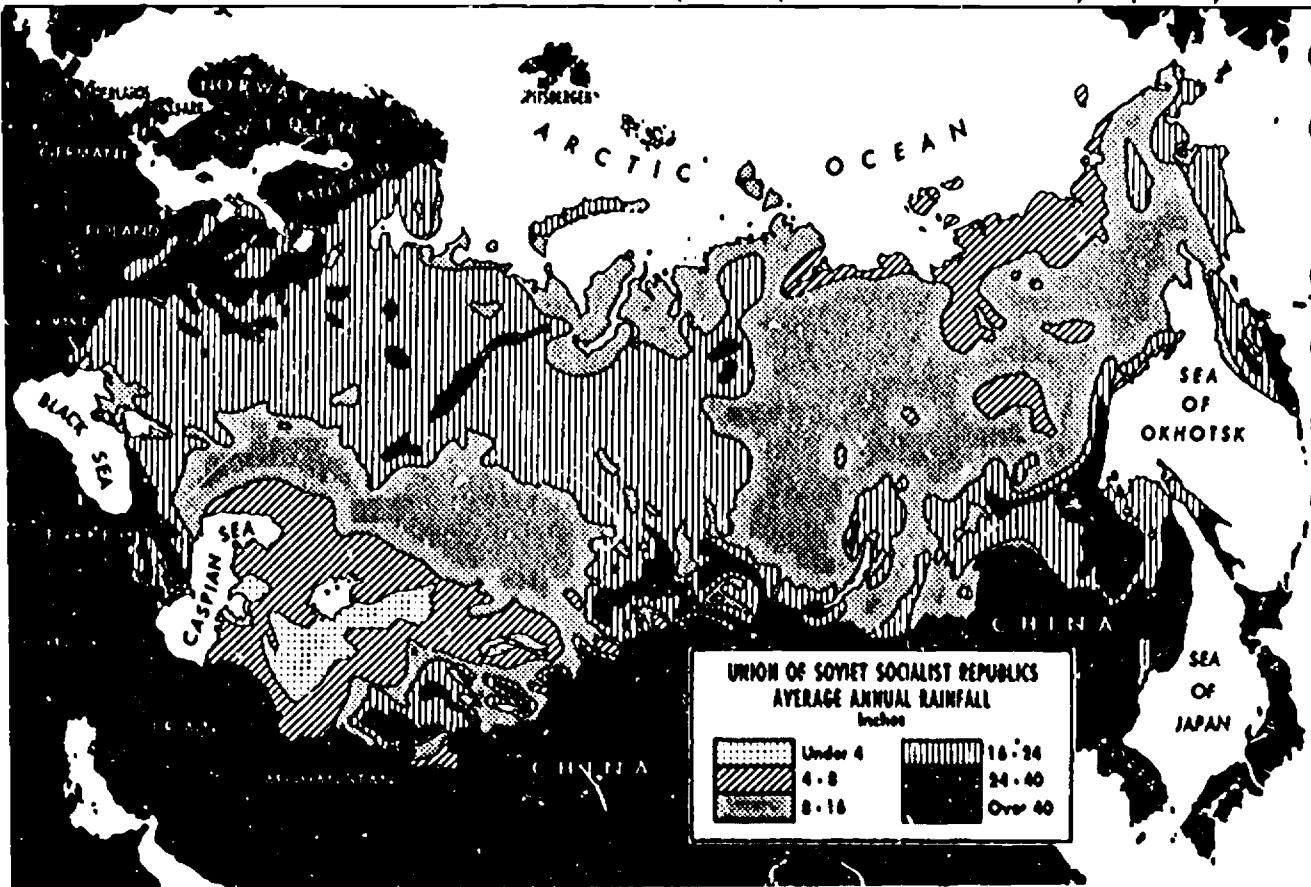 NORWAY
SWEDEN
GERMANY
POLAND
SPITSBERGEN
ARCTIC OCEAN
BLACK SEA
CASPIAN SEA
SEA OF OKHOTSK
SEA OF JAPAN
CHINA
CHINA
AFGHANISTAN
UNION OF SOVIET SOCIALIST REPUBLICS
AVERAGE ANNUAL RAINFALL
Inches
Under 4
4 - 8
8 - 16
16 - 24
24 - 40
Over 40